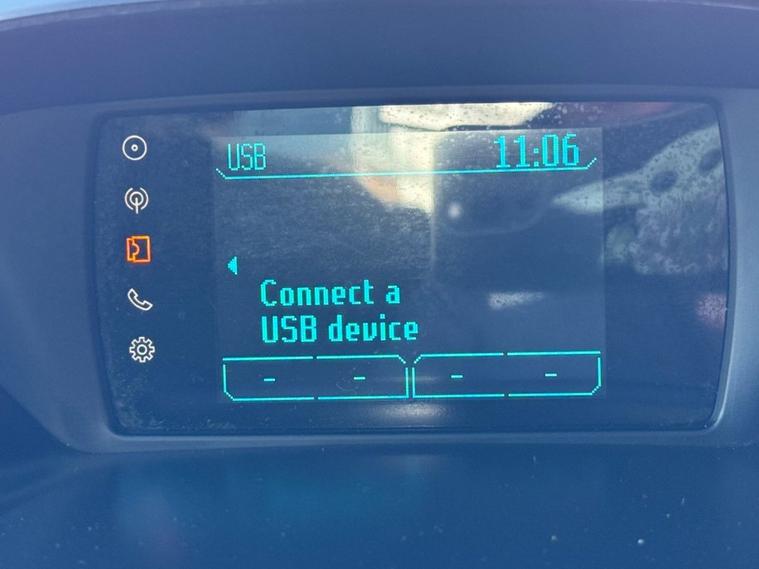 USB 11:06
Connect a
USB device
- - - -